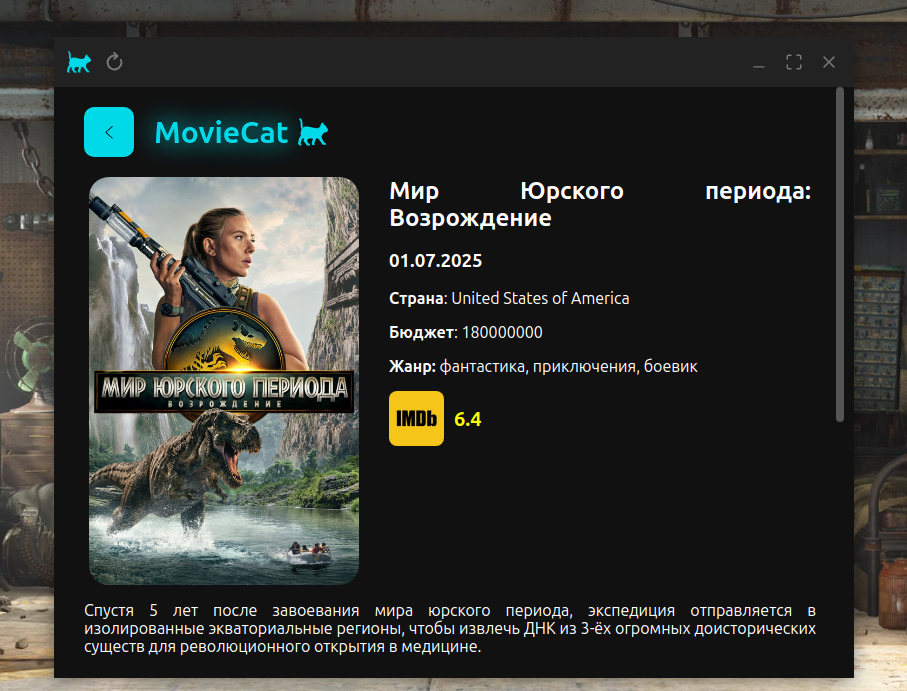 MovieCat
Мир Юрского периода:
Возрождение
01.07.2025
Страна: United States of America
Бюджет: 180000000
Жанр: фантастика, приключения, боевик
IMDb 6.4
МИР ЮРСКОГО ПЕРИОДА
ВОЗРОЖДЕНИЕ
Спустя 5 лет после завоевания мира юрского периода, экспедиция отправляется в
изолированные экваториальные регионы, чтобы извлечь ДНК из 3-ёх огромных доисторических
существ для революционного открытия в медицине.